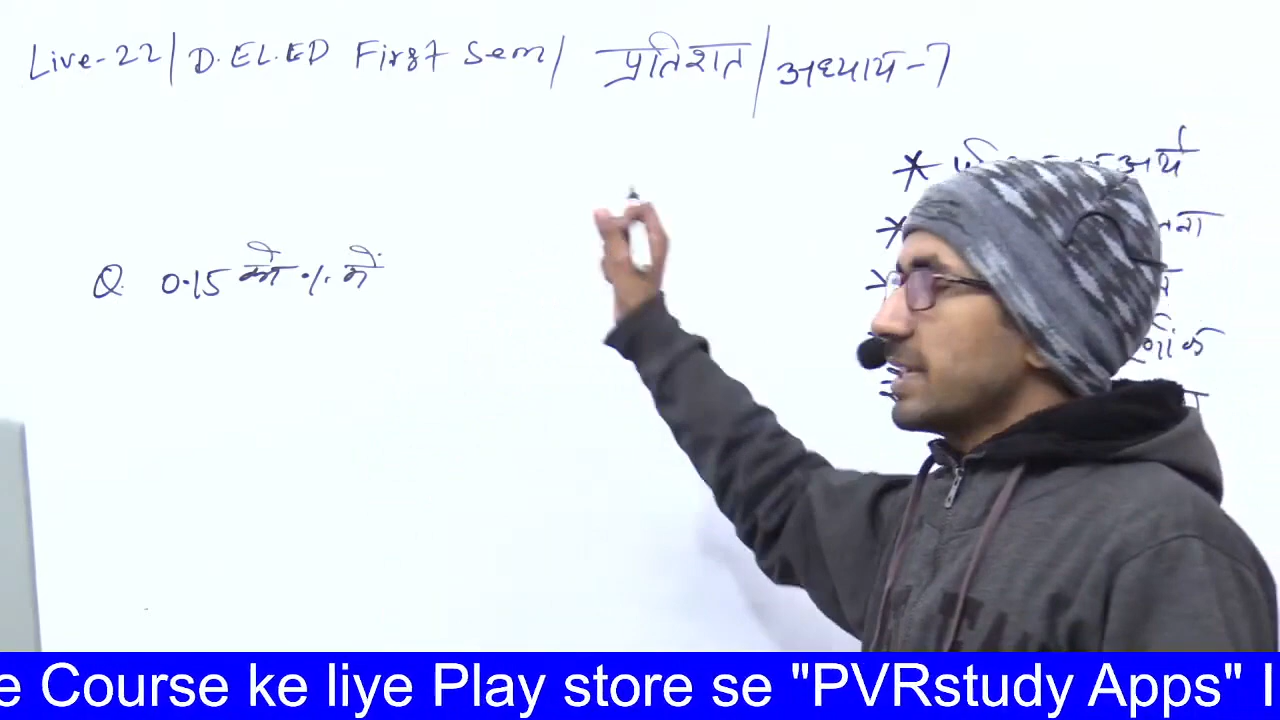 Live-22 | D.EL.ED First Sem / प्रतिशत / अध्याय-7
* अर्थ
*
Q. 0.15 को % में
e Course ke liye Play store se "PVRstudy Apps" I